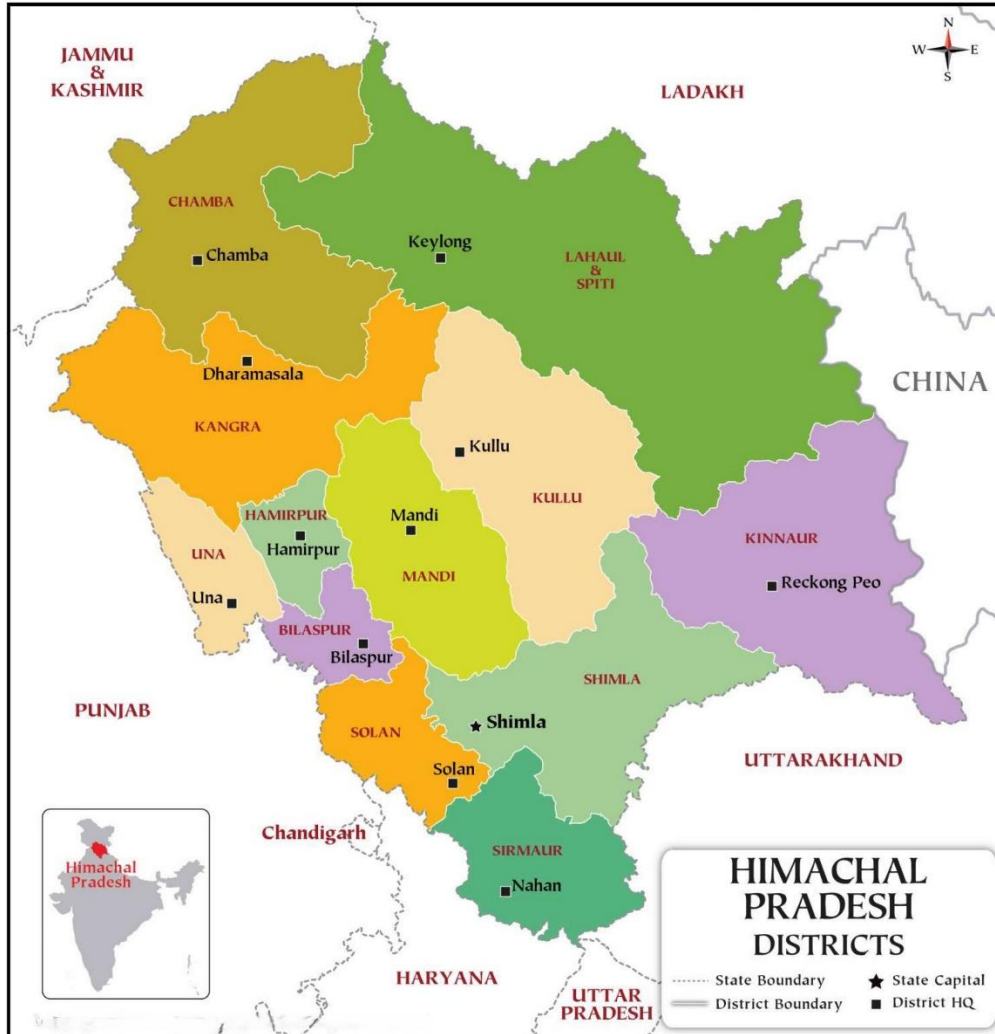 N
W E
S
JAMMU
&
KASHMIR
LADAKH
CHAMBA
Chamba
Keylong
LAHAUL
&
SPITI
Dharamasala
CHINA
KANGRA
Kullu
KULLU
HAMIRPUR
Hamirpur
Mandi
MANDI
UNA
Una
KINNAUR
Reckong Peo
BILASPUR
Bilaspur
SHIMLA
PUNJAB
Shimla
SOLAN
Solan
UTTARAKHAND
Chandigarh
SIRMAUR
Nahan
Himachal
Pradesh
HARYANA
UTTAR
PRADESH
HIMACHAL
PRADESH
DISTRICTS
State Boundary
State Capital
District Boundary
District HQ